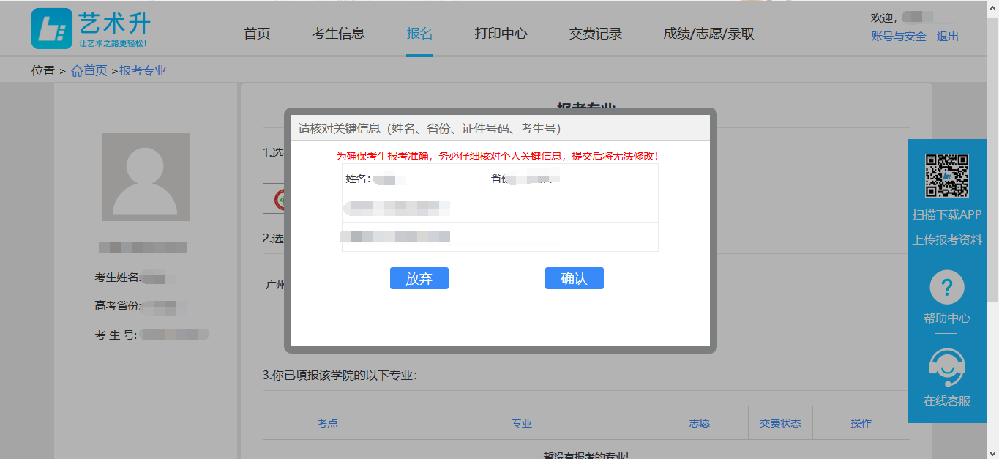 艺术升
让艺术之路更轻松!
首页 考生信息 报名 打印中心 交费记录 成绩/志愿/录取
欢迎,
账号与安全 退出
位置 > 首页 >报考专业
报考专业
请核对关键信息（姓名、省份、证件号码、考生号）
为确保考生报考准确，务必仔细核对个人关键信息，提交后将无法修改！
姓名： 省份
放弃 确认
1.选
2.选
广州
考生姓名
高考省份:
考 生 号:
3.你已填报该学院的以下专业：
考点 专业 志愿 交费状态 操作
暂没有报考的专业!
扫描下载APP
上传报考资料
?
帮助中心
在线客服